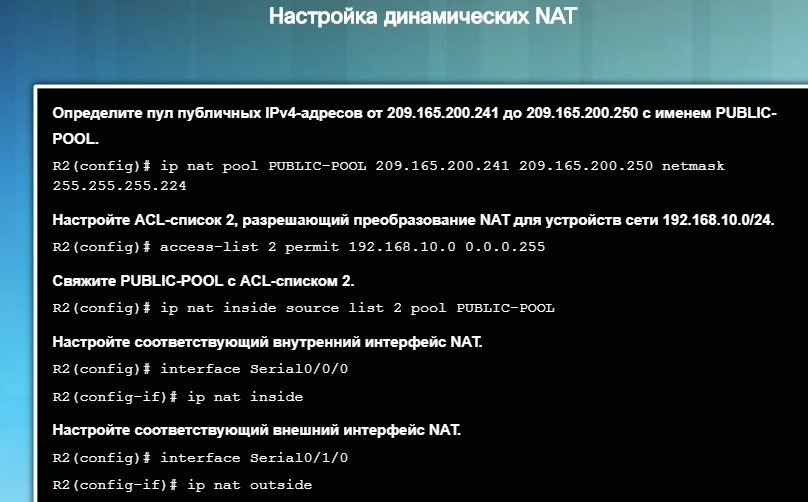 Настройка динамических NAT
Определите пул публичных IPv4-адресов от 209.165.200.241 до 209.165.200.250 с именем PUBLIC-
POOL.
R2(config)# ip nat pool PUBLIC-POOL 209.165.200.241 209.165.200.250 netmask
255.255.255.224
Настройте ACL-список 2, разрешающий преобразование NAT для устройств сети 192.168.10.0/24.
R2(config)# access-list 2 permit 192.168.10.0 0.0.0.255
Свяжите PUBLIC-POOL с ACL-списком 2.
R2(config)# ip nat inside source list 2 pool PUBLIC-POOL
Настройте соответствующий внутренний интерфейс NAT.
R2(config)# interface Serial0/0/0
R2(config-if)# ip nat inside
Настройте соответствующий внешний интерфейс NAT.
R2(config)# interface Serial0/1/0
R2(config-if)# ip nat outside